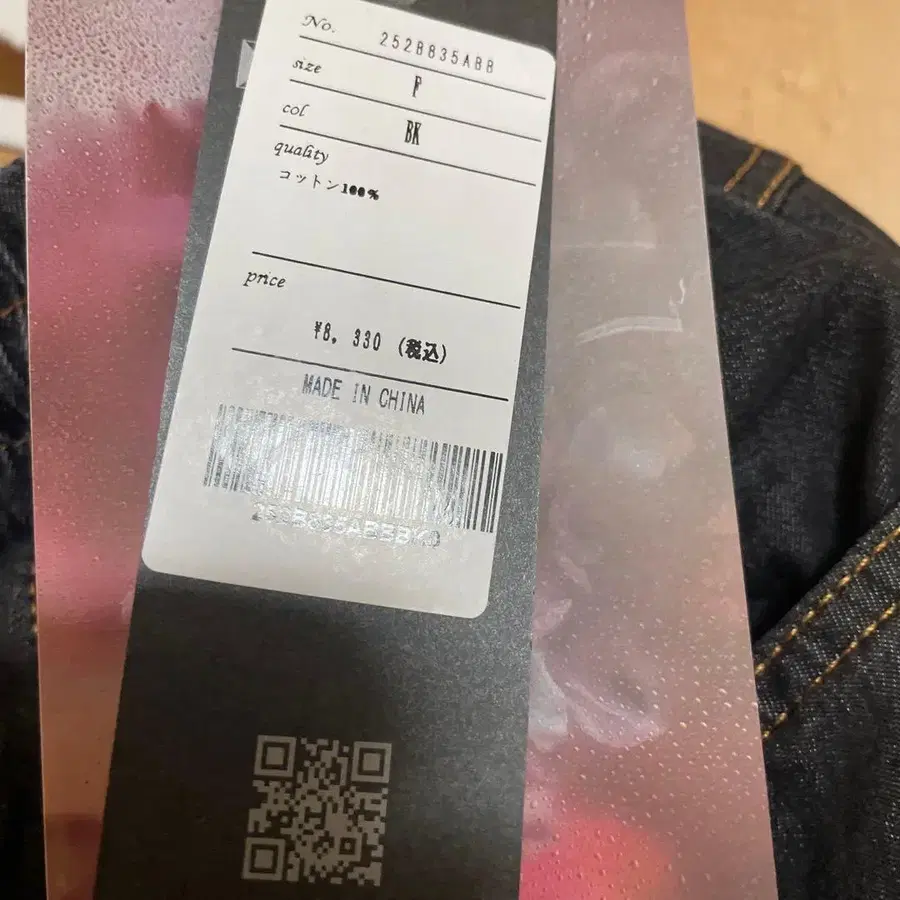 No. 252B835ABB
size F
col BK
quality
コットン100%
price
¥8,330 (税込)
MADE IN CHINA